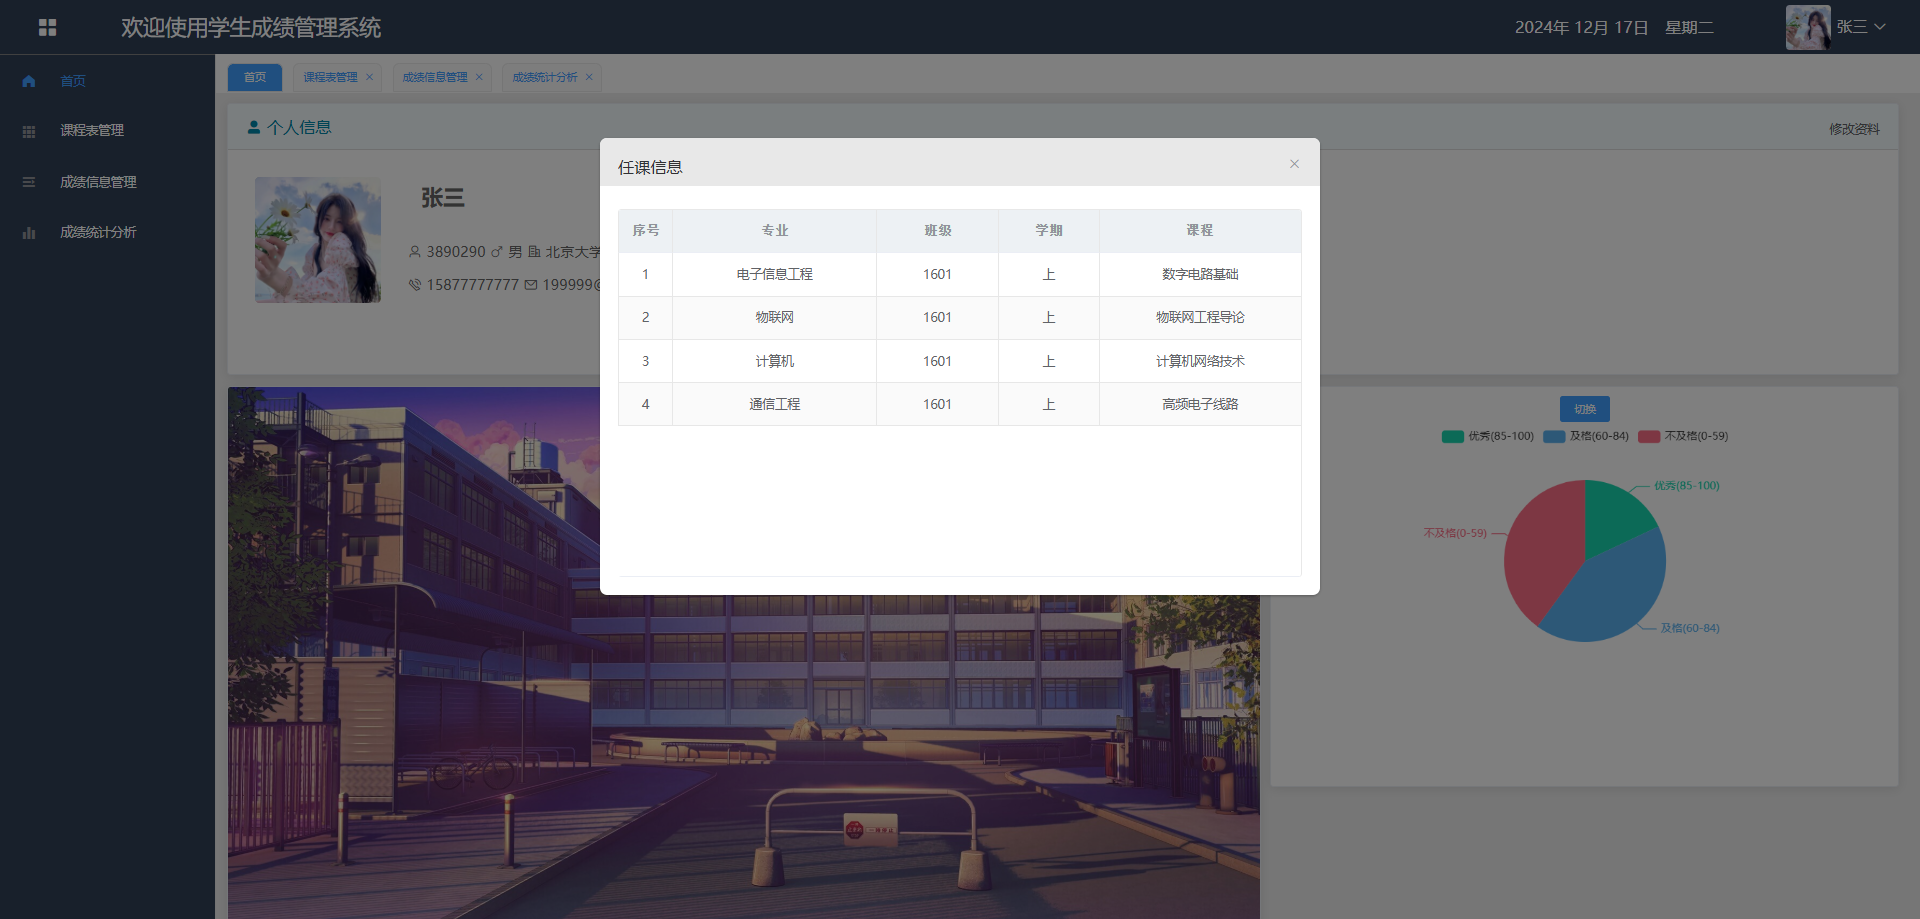 欢迎使用学生成绩管理系统
2024年 12月 17日 星期二
张三
首页
课程表管理
成绩信息管理
成绩统计分析
首页 课程表管理 成绩信息管理 成绩统计分析
个人信息
修改资料
张三
3890290 男 北京大学
15877777777 199999@
任课信息
序号 专业 班级 学期 课程
1 电子信息工程 1601 上 数字电路基础
2 物联网 1601 上 物联网工程导论
3 计算机 1601 上 计算机网络技术
4 通信工程 1601 上 高频电子线路
切换
优秀(85-100) 及格(60-84) 不及格(0-59)
优秀(85-100)
不及格(0-59)
及格(60-84)